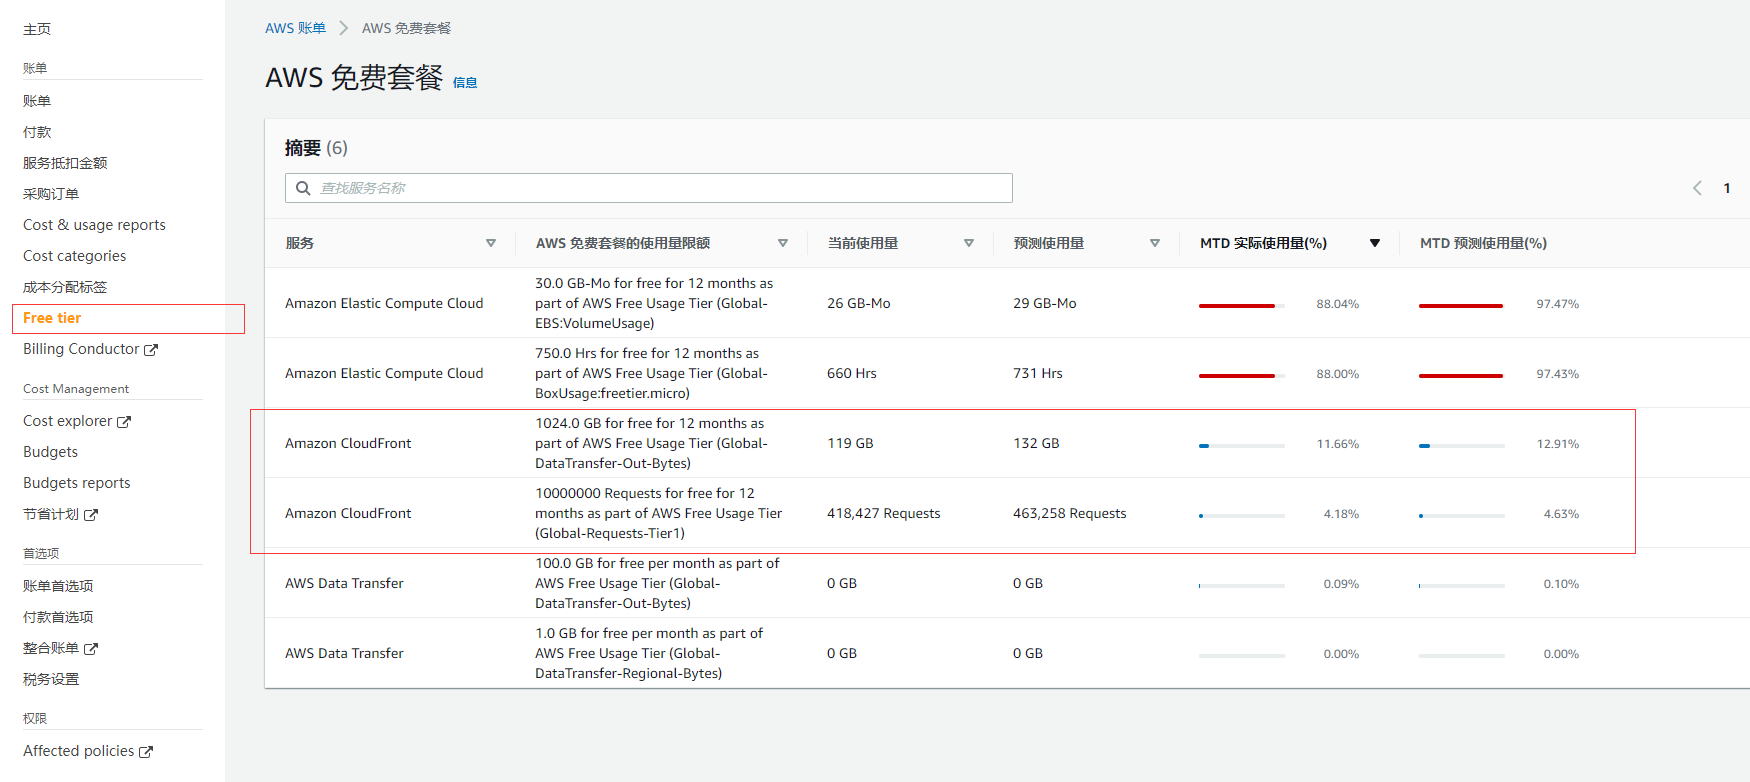 主页
账单
账单
付款
服务抵扣金额
采购订单
Cost & usage reports
Cost categories
成本分配标签
Free tier
Billing Conductor
Cost Management
Cost explorer
Budgets
Budgets reports
节省计划
首选项
账单首选项
付款首选项
整合账单
税务设置
权限
Affected policies
AWS 账单 > AWS 免费套餐
AWS 免费套餐 信息
摘要 (6)
查找服务名称
1
服务 AWS 免费套餐的使用量限额 当前使用量 预测使用量 MTD 实际使用量(%) MTD 预测使用量(%)
30.0 GB-Mo for free for 12 months as
Amazon Elastic Compute Cloud part of AWS Free Usage Tier (Global- 26 GB-Mo 29 GB-Mo 88.04% 97.47%
EBS:VolumeUsage)
750.0 Hrs for free for 12 months as
Amazon Elastic Compute Cloud part of AWS Free Usage Tier (Global- 660 Hrs 731 Hrs 88.00% 97.43%
BoxUsage:freetier.micro)
1024.0 GB for free for 12 months as
Amazon CloudFront part of AWS Free Usage Tier (Global- 119 GB 132 GB 11.66% 12.91%
DataTransfer-Out-Bytes)
10000000 Requests for free for 12
Amazon CloudFront months as part of AWS Free Usage Tier 418,427 Requests 463,258 Requests 4.18% 4.63%
(Global-Requests-Tier1)
100.0 GB for free per month as part of
AWS Data Transfer AWS Free Usage Tier (Global- 0 GB 0 GB 0.09% 0.10%
DataTransfer-Out-Bytes)
1.0 GB for free per month as part of
AWS Data Transfer AWS Free Usage Tier (Global- 0 GB 0 GB 0.00% 0.00%
DataTransfer-Regional-Bytes)